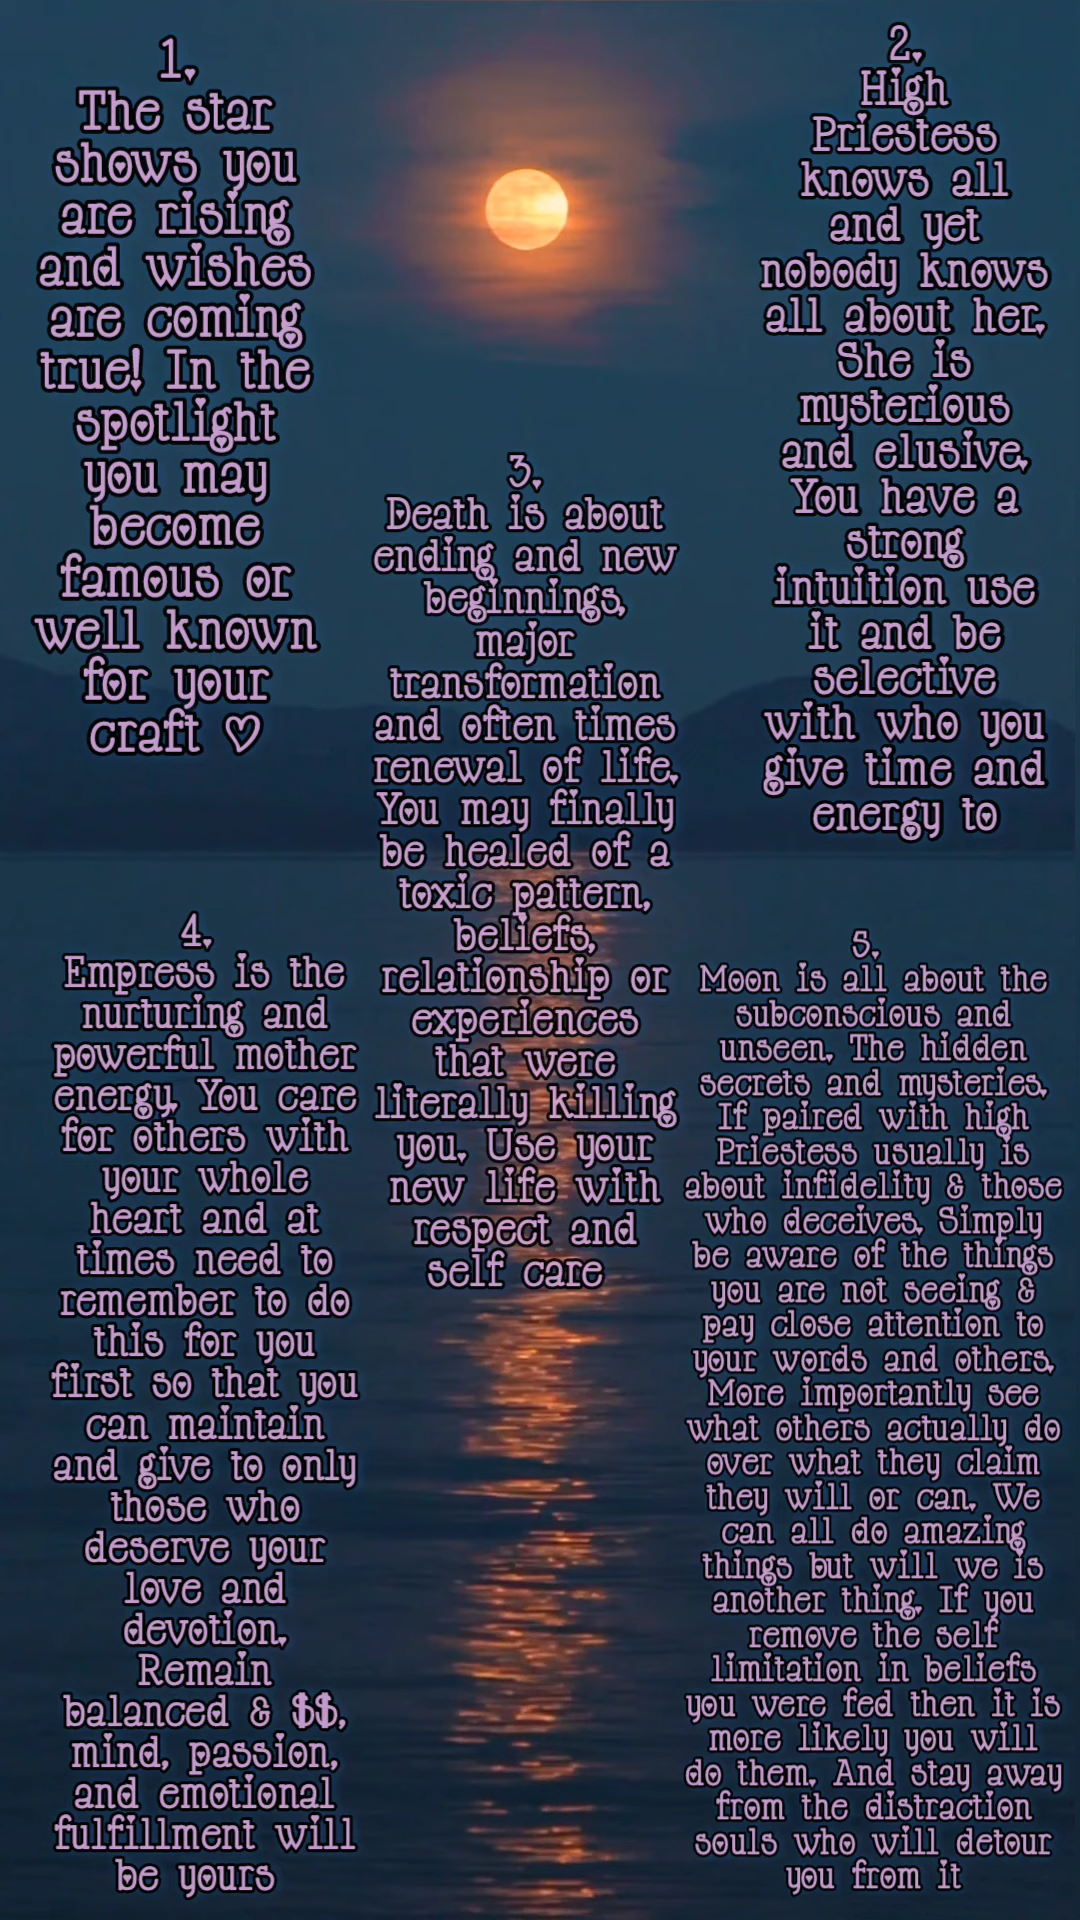 1.
The star
shows you
are rising
and wishes
are coming
true! In the
spotlight
you may
become
famous or
well known
for your
craft ♡
2.
High
Priestess
knows all
and yet
nobody knows
all about her.
She is
mysterious
and elusive.
You have a
strong
intuition use
it and be
selective
with who you
give time and
energy to
3.
Death is about
ending and new
beginnings,
major
transformation
and often times
renewal of life.
You may finally
be healed of a
toxic pattern,
beliefs,
relationship or
experiences
that were
literally killing
you. Use your
new life with
respect and
self care
4.
Empress is the
nurturing and
powerful mother
energy. You care
for others with
your whole
heart and at
times need to
remember to do
this for you
first so that you
can maintain
and give to only
those who
deserve your
love and
devotion.
Remain
balanced & $$,
mind, passion,
and emotional
fulfillment will
be yours
5.
Moon is all about the
subconscious and
unseen. The hidden
secrets and mysteries.
If paired with high
Priestess usually is
about infidelity & those
who deceives. Simply
be aware of the things
you are not seeing &
pay close attention to
your words and others.
More importantly see
what others actually do
over what they claim
they will or can. We
can all do amazing
things but will we is
another thing. If you
remove the self
limitation in beliefs
you were fed then it is
more likely you will
do them. And stay away
from the distraction
souls who will detour
you from it